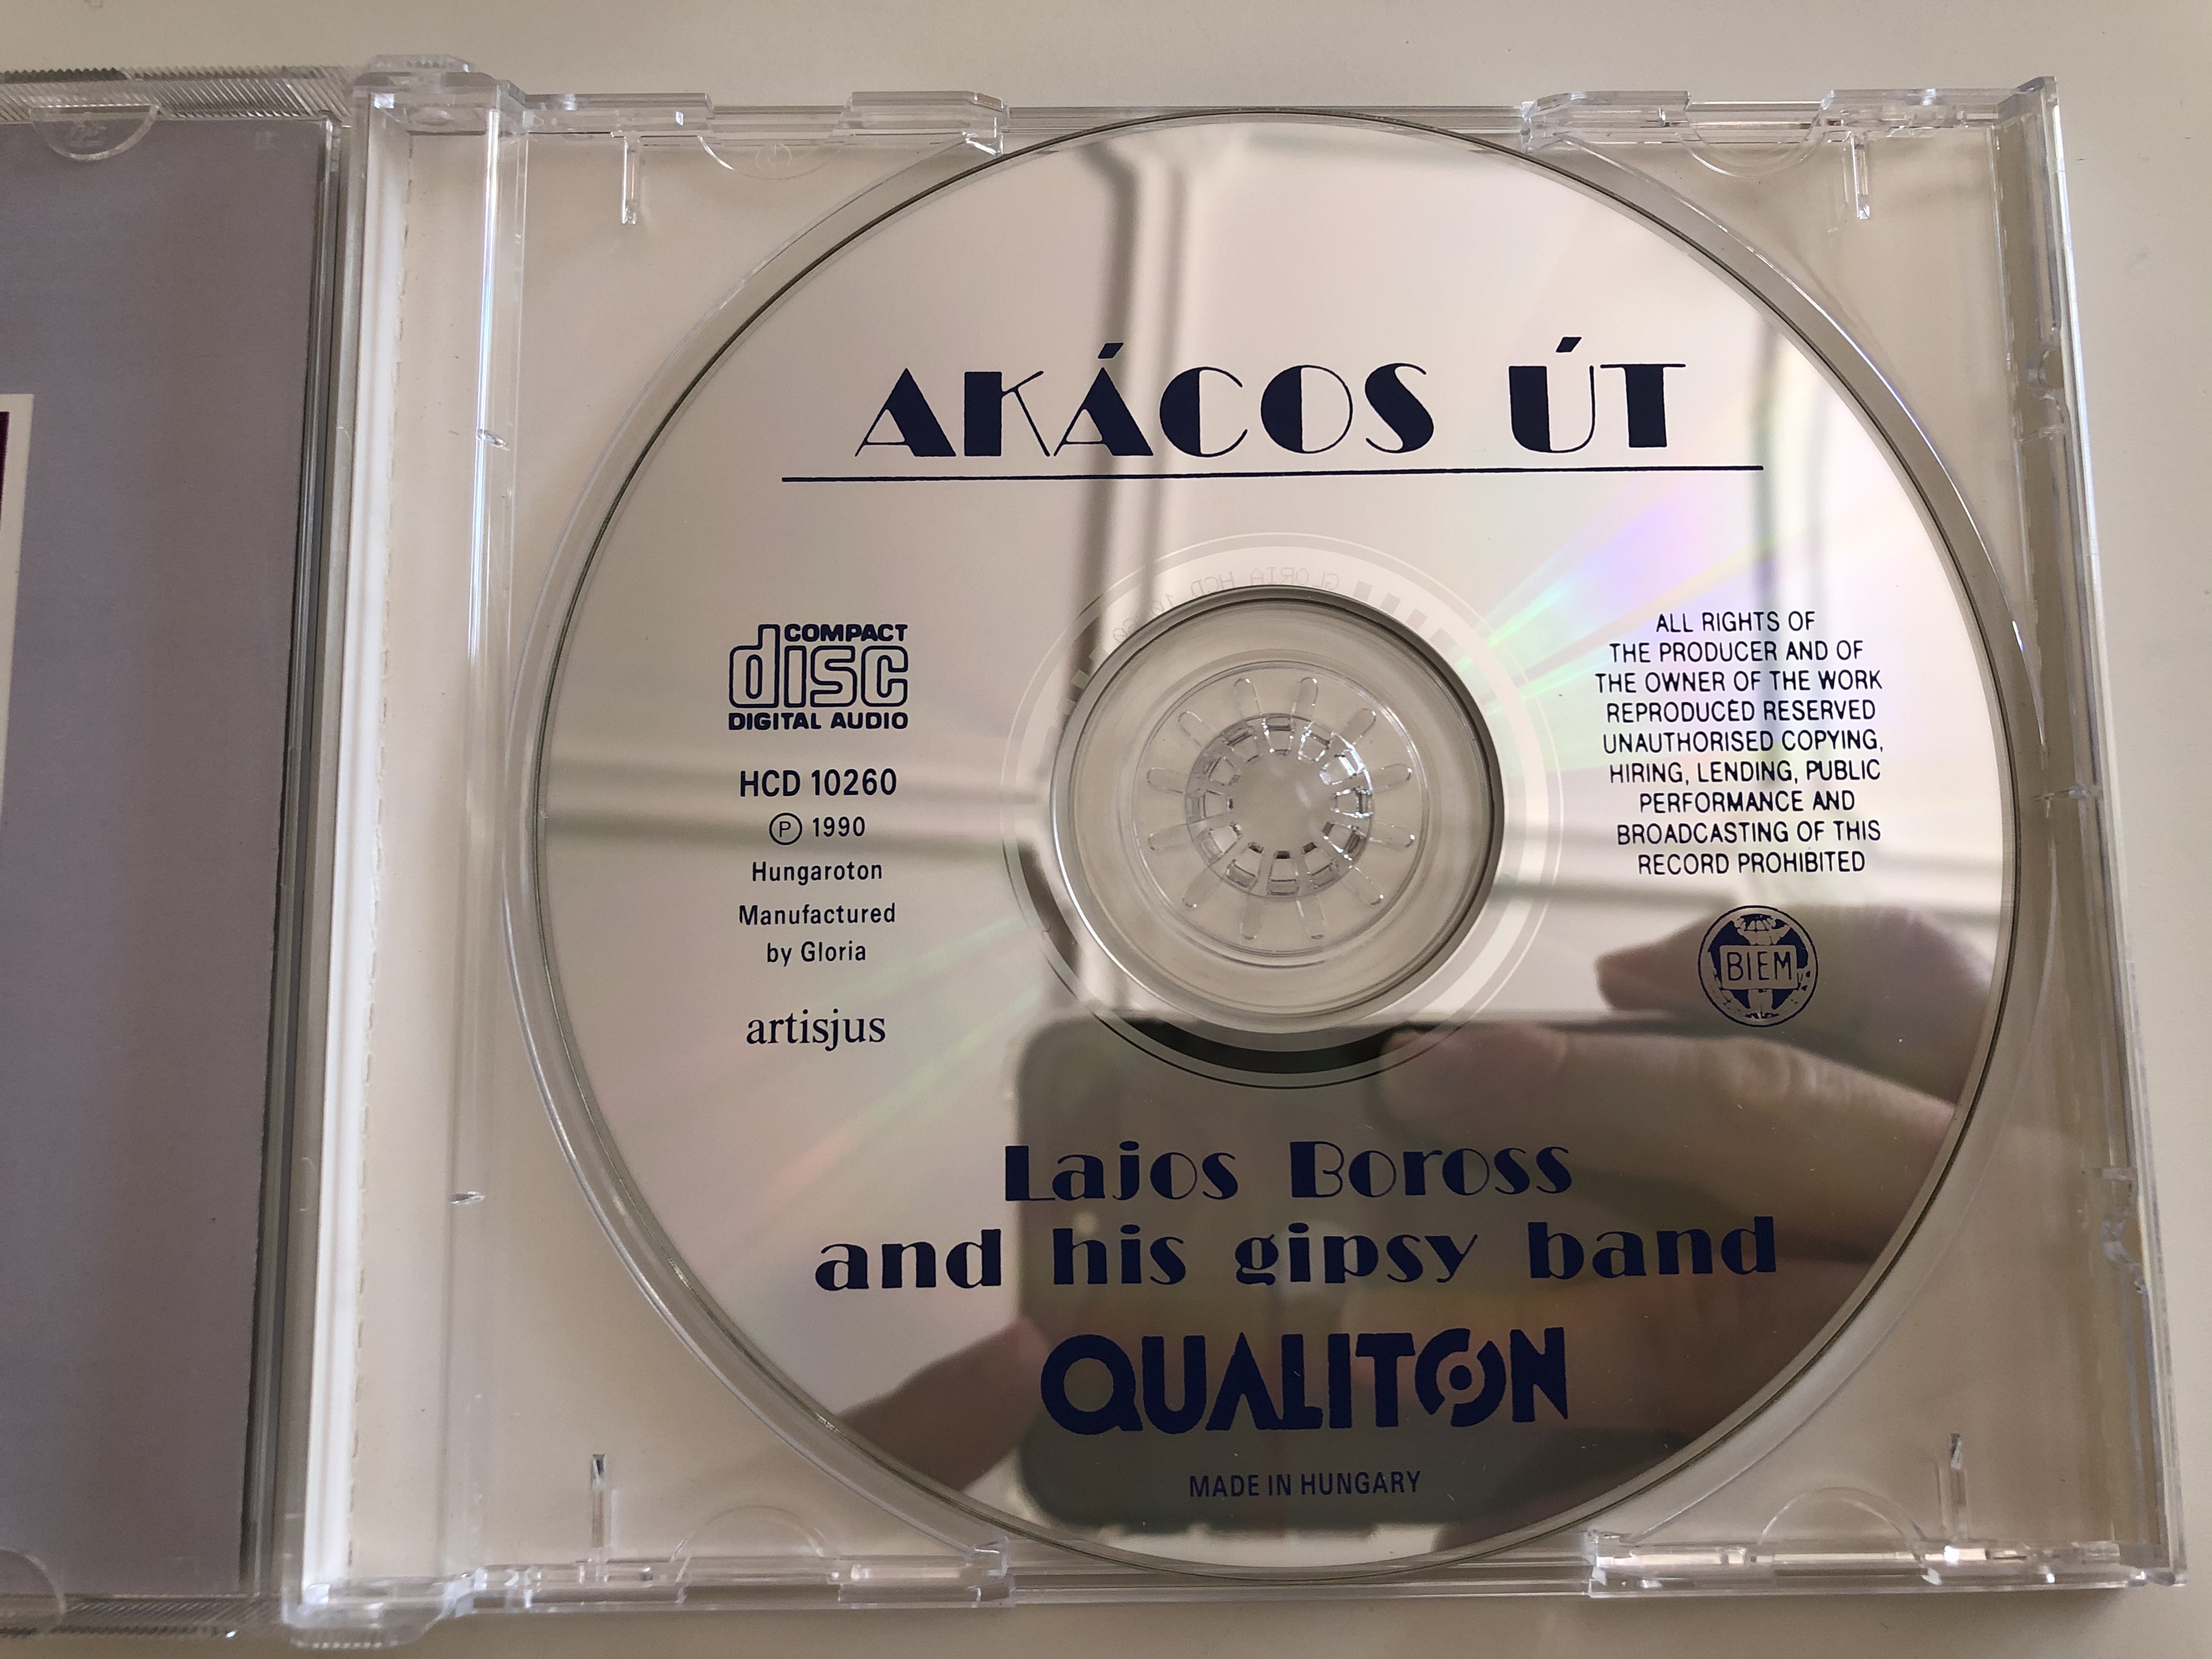 AKÁCOS ÚT
GLORIA HCD
COMPACT
disc
DIGITAL AUDIO
HCD 10260
Ⓟ 1990
Hungaroton
Manufactured
by Gloria
artisjus
ALL RIGHTS OF
THE PRODUCER AND OF
THE OWNER OF THE WORK
REPRODUCED RESERVED
UNAUTHORISED COPYING,
HIRING, LENDING, PUBLIC
PERFORMANCE AND
BROADCASTING OF THIS
RECORD PROHIBITED
BIEM
Lajos Boross
and his gipsy band
QUALITON
MADE IN HUNGARY